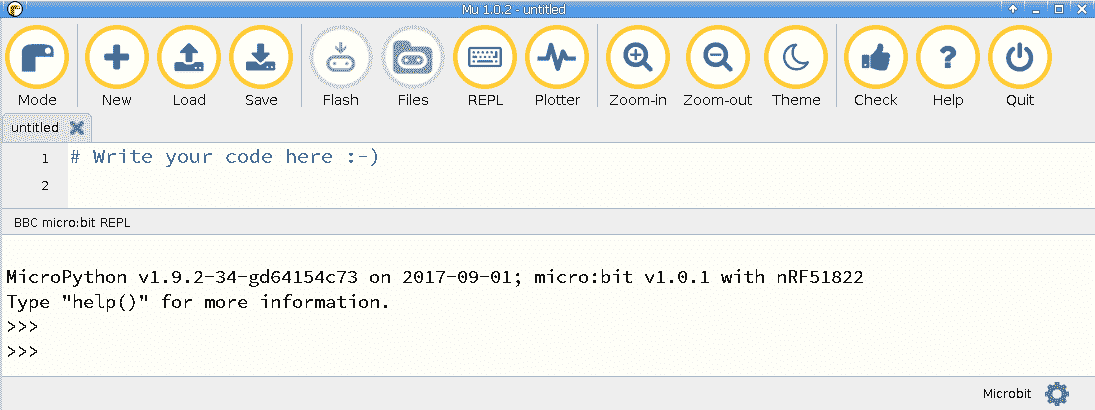 Mu 1.0.2 - untitled
Mode New Load Save Flash Files REPL Plotter Zoom-in Zoom-out Theme Check Help Quit
untitled
1 # Write your code here :-)
2
BBC micro:bit REPL
MicroPython v1.9.2-34-gd64154c73 on 2017-09-01; micro:bit v1.0.1 with nRF51822
Type "help()" for more information.
>>>
>>>
Microbit